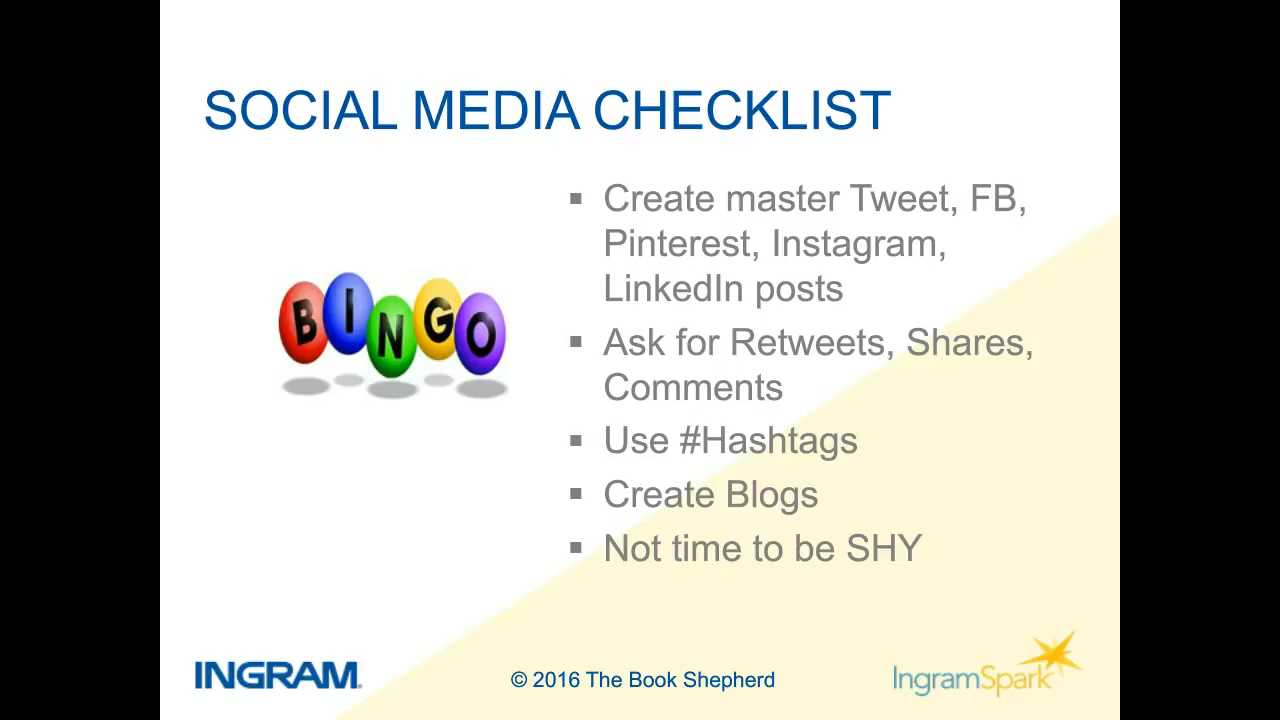 SOCIAL MEDIA CHECKLIST
BINGO
▪ Create master Tweet, FB,
Pinterest, Instagram,
LinkedIn posts
▪ Ask for Retweets, Shares,
Comments
▪ Use #Hashtags
▪ Create Blogs
▪ Not time to be SHY
INGRAM
© 2016 The Book Shepherd
IngramSpark